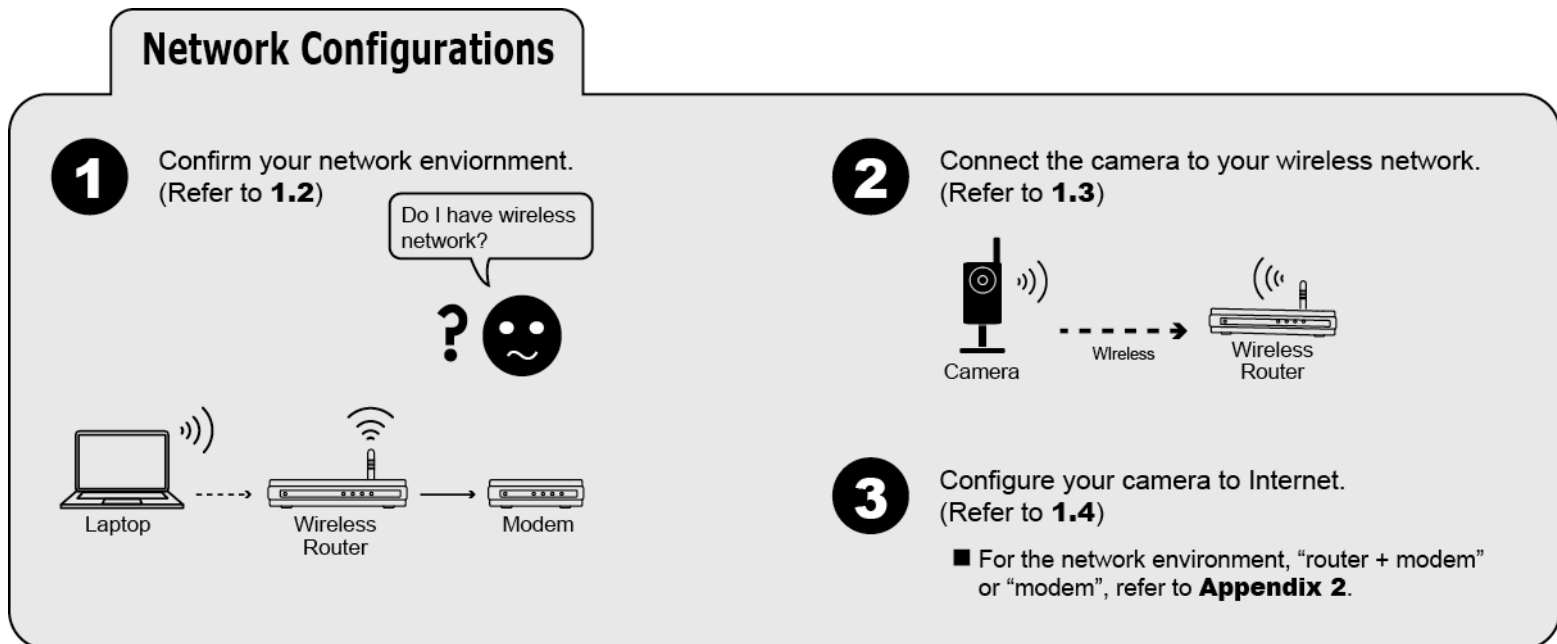 Network Configurations
1
Confirm your network enviornment.
(Refer to 1.2)
Do I have wireless
network?
?
Laptop
Wireless
Router
Modem
2
Connect the camera to your wireless network.
(Refer to 1.3)
Camera
WIreless
Wireless
Router
3
Configure your camera to Internet.
(Refer to 1.4)
■ For the network environment, “router + modem”
or “modem”, refer to Appendix 2.